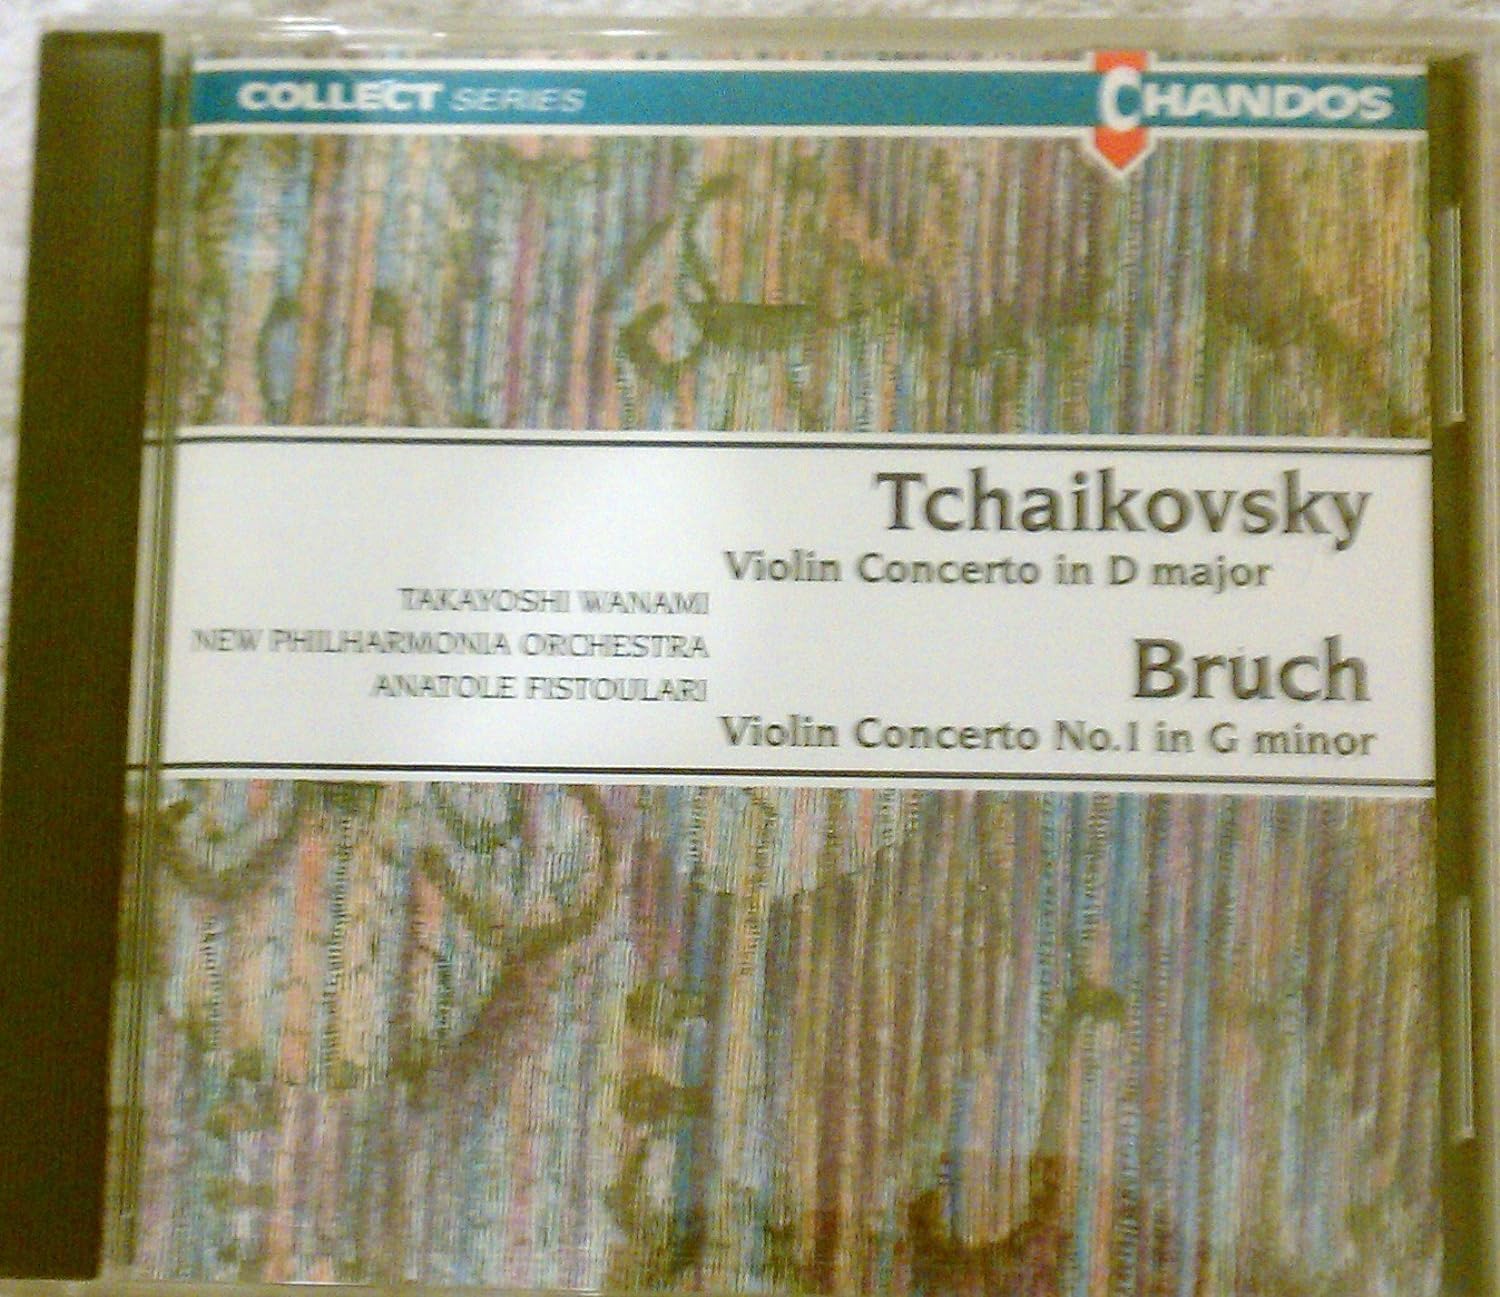 COLLECT SERIES
CHANDOS
Tchaikovsky
Violin Concerto in D major
TAKAYOSHI WANAMI
NEW PHILHARMONIA ORCHESTRA
ANATOLE FISTOULARI
Bruch
Violin Concerto No.1 in G minor